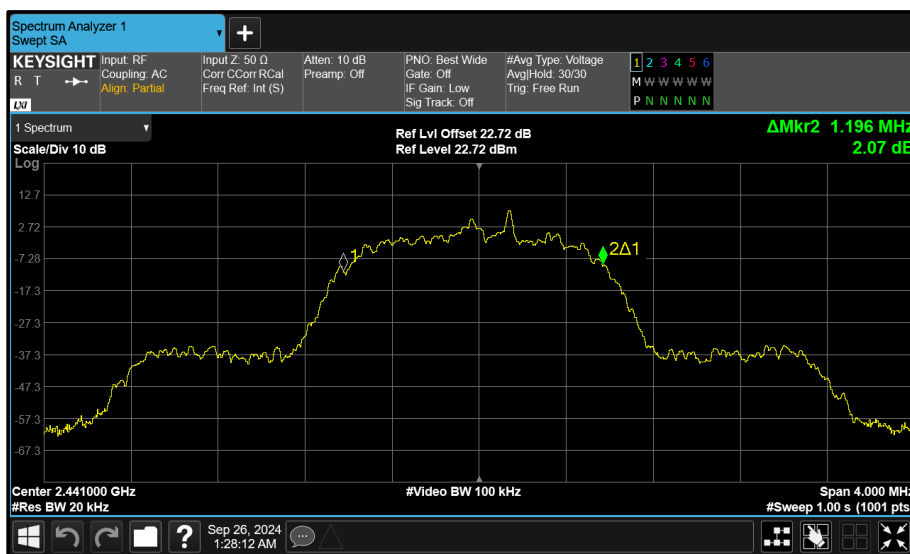 Spectrum Analyzer 1
Swept SA
+
KEYSIGHT
R T
LXI
Input: RF
Coupling: AC
Align: Partial
Input Z: 50 Ω
Corr CCorr RCal
Freq Ref: Int (S)
Atten: 10 dB
Preamp: Off
PNO: Best Wide
Gate: Off
IF Gain: Low
Sig Track: Off
#Avg Type: Voltage
Avg|Hold: 30/30
Trig: Free Run
1 2 3 4 5 6
M W W W W W
P N N N N N
1 Spectrum
Scale/Div 10 dB
Ref Lvl Offset 22.72 dB
Ref Level 22.72 dBm
ΔMkr2 1.196 MHz
2.07 dB
Log
12.7
2.72
-7.28
-17.3
-27.3
-37.3
-47.3
-57.3
-67.3
1
2Δ1
Center 2.441000 GHz
#Res BW 20 kHz
#Video BW 100 kHz
Span 4.000 MHz
#Sweep 1.00 s (1001 pts
?
Sep 26, 2024
1:28:12 AM